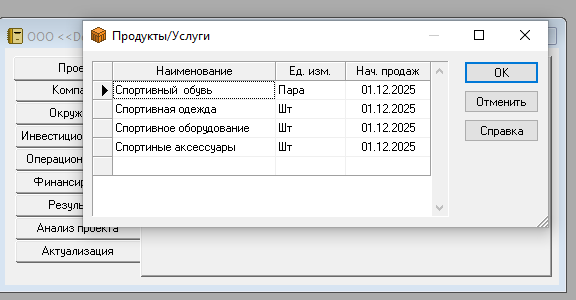 ООО <<D
Продукты/Услуги
Наименование Ед. изм. Нач. продаж
Спортивный обувь Пара 01.12.2025
Спортивная одежда Шт 01.12.2025
Спортивное оборудование Шт 01.12.2025
Спортиные аксессуары Шт 01.12.2025
OK
Отменить
Справка
Прое
Компа
Окруж
Инвестицио
Операцион
Финансир
Резуль
Анализ проекта
Актуализация